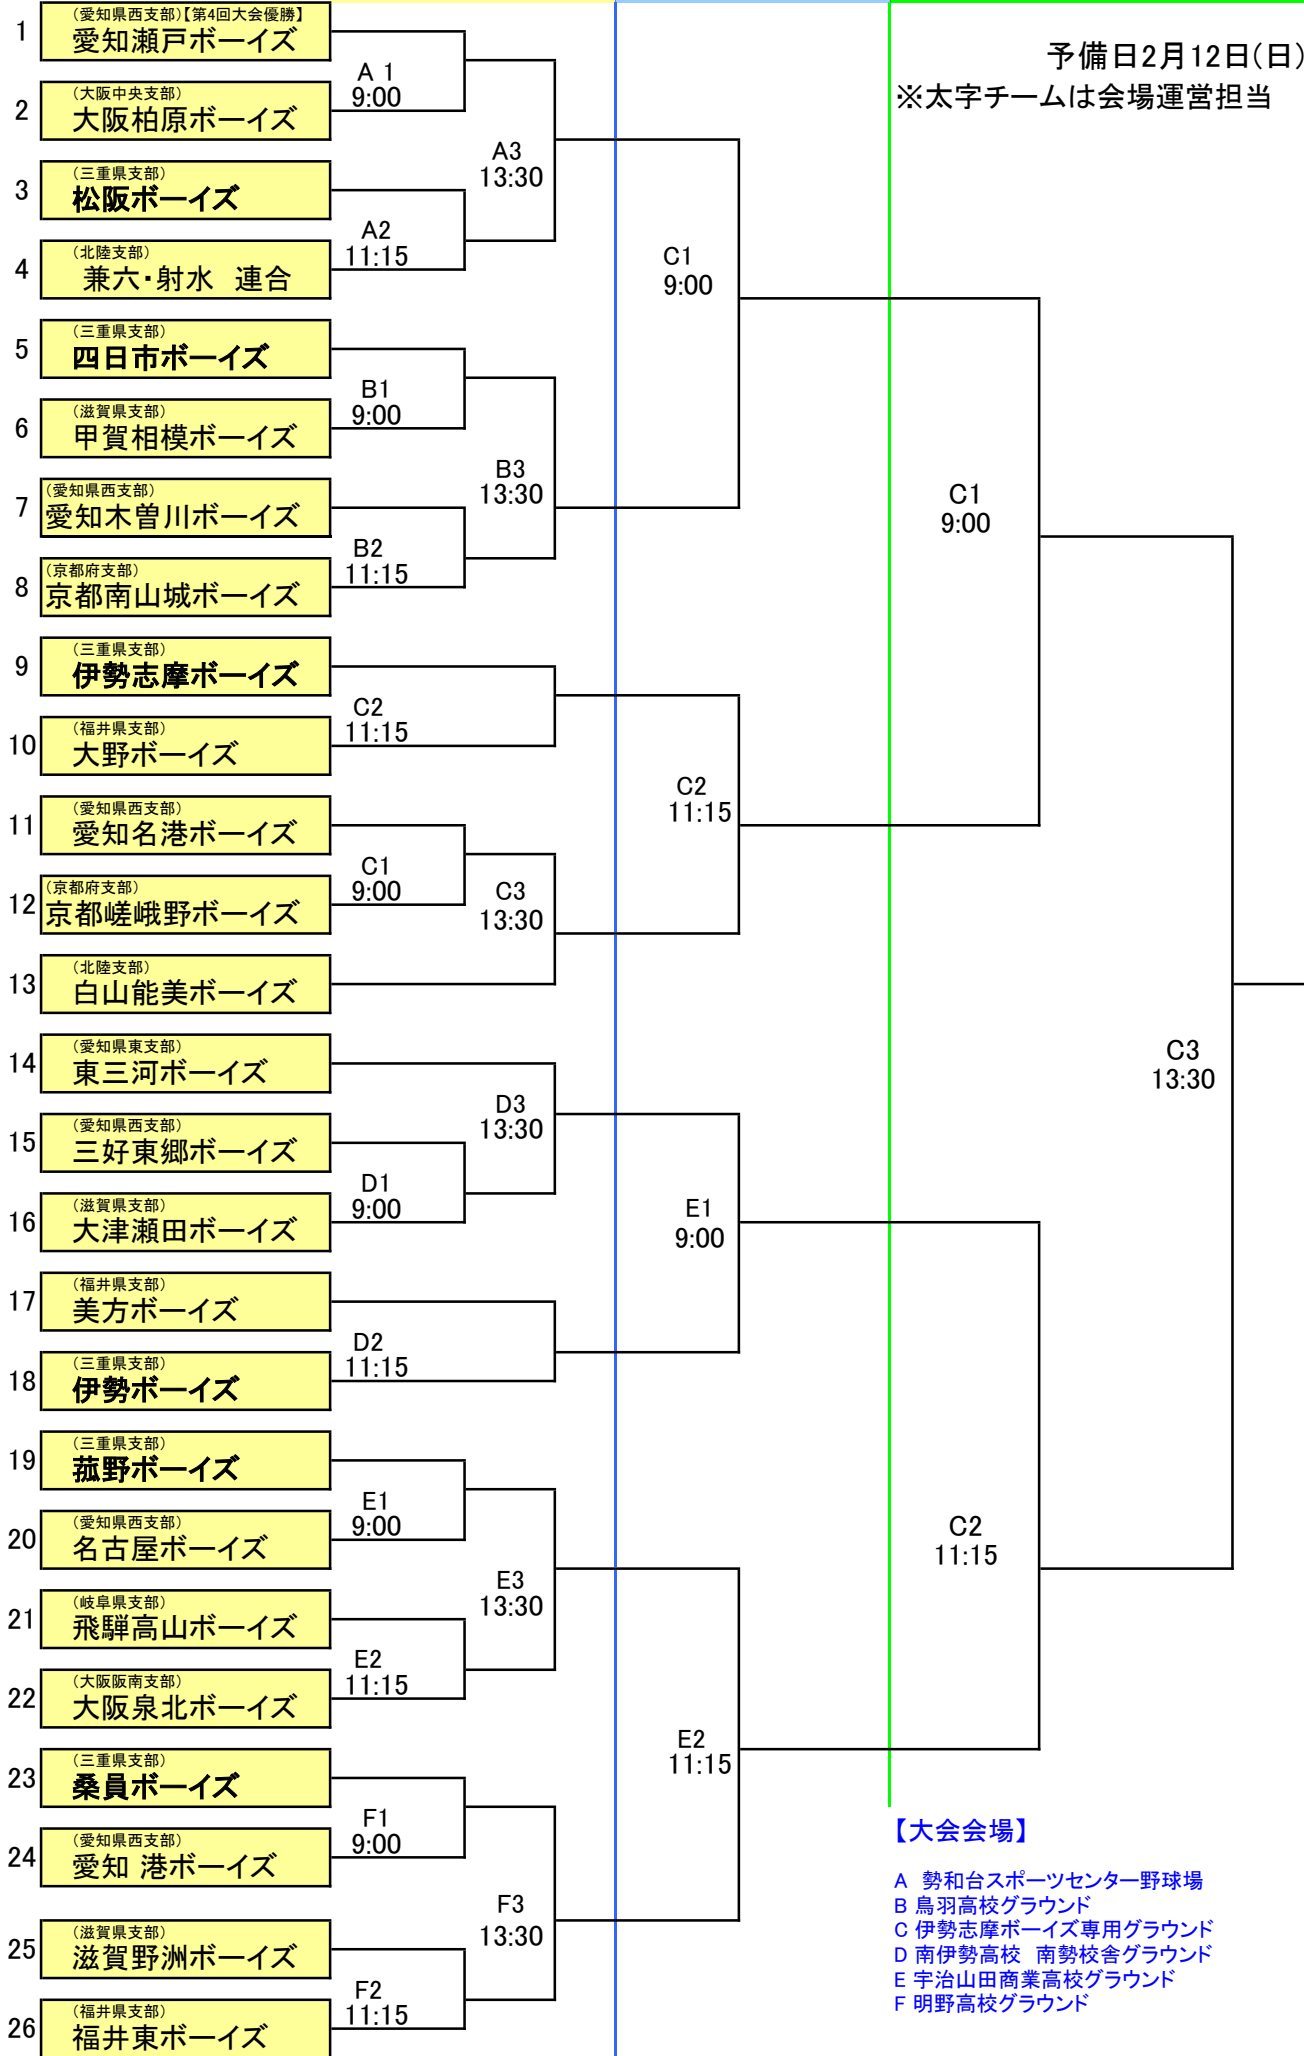 1
(愛知県西支部)【第4回大会優勝】
愛知瀬戸ボーイズ
予備日2月12日(日)
※太字チームは会場運営担当
A 1
9:00
2
(大阪中央支部)
大阪柏原ボーイズ
A3
13:30
3
(三重県支部)
松阪ボーイズ
A2
11:15
4
(北陸支部)
兼六・射水　連合
C1
9:00
5
(三重県支部)
四日市ボーイズ
B1
9:00
6
(滋賀県支部)
甲賀相模ボーイズ
B3
13:30
7
(愛知県西支部)
愛知木曽川ボーイズ
C1
9:00
B2
11:15
8
(京都府支部)
京都南山城ボーイズ
9
(三重県支部)
伊勢志摩ボーイズ
C2
11:15
10
(福井県支部)
大野ボーイズ
C2
11:15
11
(愛知県西支部)
愛知名港ボーイズ
C1
9:00
12
(京都府支部)
京都嵯峨野ボーイズ
C3
13:30
13
(北陸支部)
白山能美ボーイズ
14
(愛知県東支部)
東三河ボーイズ
C3
13:30
D3
13:30
15
(愛知県西支部)
三好東郷ボーイズ
D1
9:00
16
(滋賀県支部)
大津瀬田ボーイズ
E1
9:00
17
(福井県支部)
美方ボーイズ
D2
11:15
18
(三重県支部)
伊勢ボーイズ
19
(三重県支部)
菰野ボーイズ
E1
9:00
20
(愛知県西支部)
名古屋ボーイズ
C2
11:15
E3
13:30
21
(岐阜県支部)
飛騨高山ボーイズ
E2
11:15
22
(大阪阪南支部)
大阪泉北ボーイズ
E2
11:15
23
(三重県支部)
桑員ボーイズ
F1
9:00
24
(愛知県西支部)
愛知 港ボーイズ
F3
13:30
25
(滋賀県支部)
滋賀野洲ボーイズ
F2
11:15
26
(福井県支部)
福井東ボーイズ
【大会会場】
A　勢和台スポーツセンター野球場
B 鳥羽高校グラウンド
C 伊勢志摩ボーイズ専用グラウンド
D 南伊勢高校　南勢校舎グラウンド
E 宇治山田商業高校グラウンド
F 明野高校グラウンド